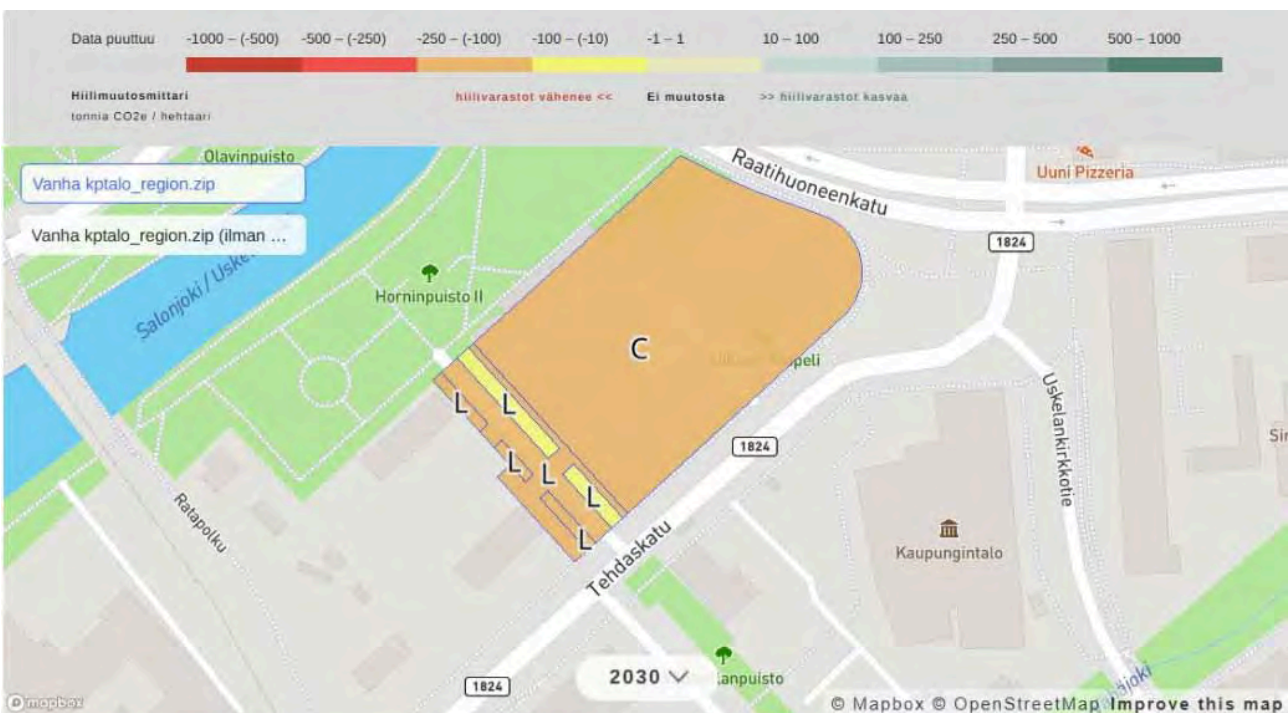 Data puuttuu -1000 – (-500) -500 – (-250) -250 – (-100) -100 – (-10) -1 – 1 10 – 100 100 – 250 250 – 500 500 – 1000
Hiilimuutosmittari hiilivarastot vähenee << Ei muutosta >> hiilivarastot kasvaa
tonnia CO2e / hehtaari
Olavinpuisto
Vanha kptalo_region.zip
Vanha kptalo_region.zip (ilman ...
Raatihuoneenkatu
Uuni Pizzeria
1824
Salonjoki /
Horninpuisto II
C
L
L
L
L
L
L
1824
Uskelankirkkotie
Ratapolku
Kaupungintalo
Tehdaskatu
1824
2030
mapbox
© Mapbox © OpenStreetMap Improve this map